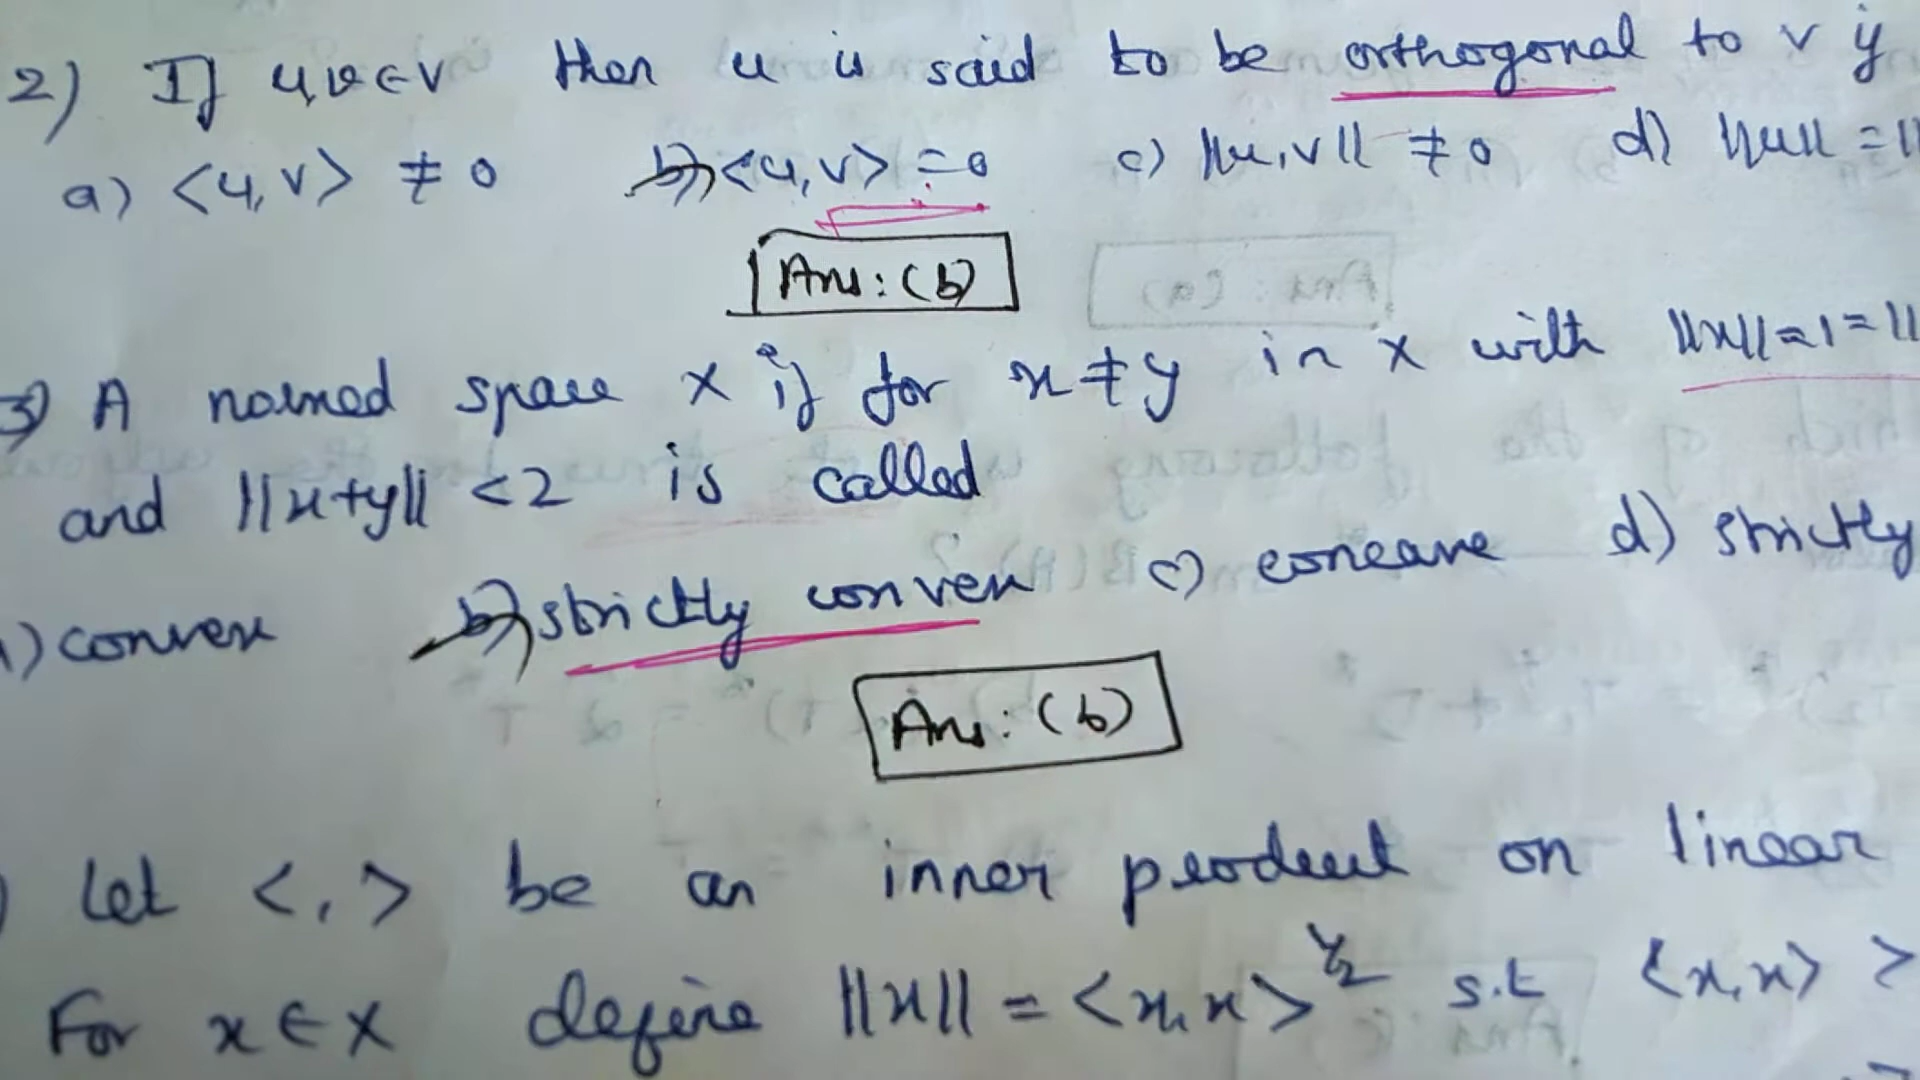 2) If u,v∈V then u is said to be orthogonal to v if
a) <u,v> ≠ 0 b) <u,v> = 0 c) ||u,v|| ≠ 0 d) ||u|| = ||
Ans: (b)
3) A normed space X if for x≠y in X with ||x||=1=||
and ||x+y|| <2 is called
a) convex b) strictly convex c) concave d) strictly
Ans: (b)
) Let <,> be an inner product on linear
For x∈X define ||x|| = <x,x>^1/2 s.t <x,x> >